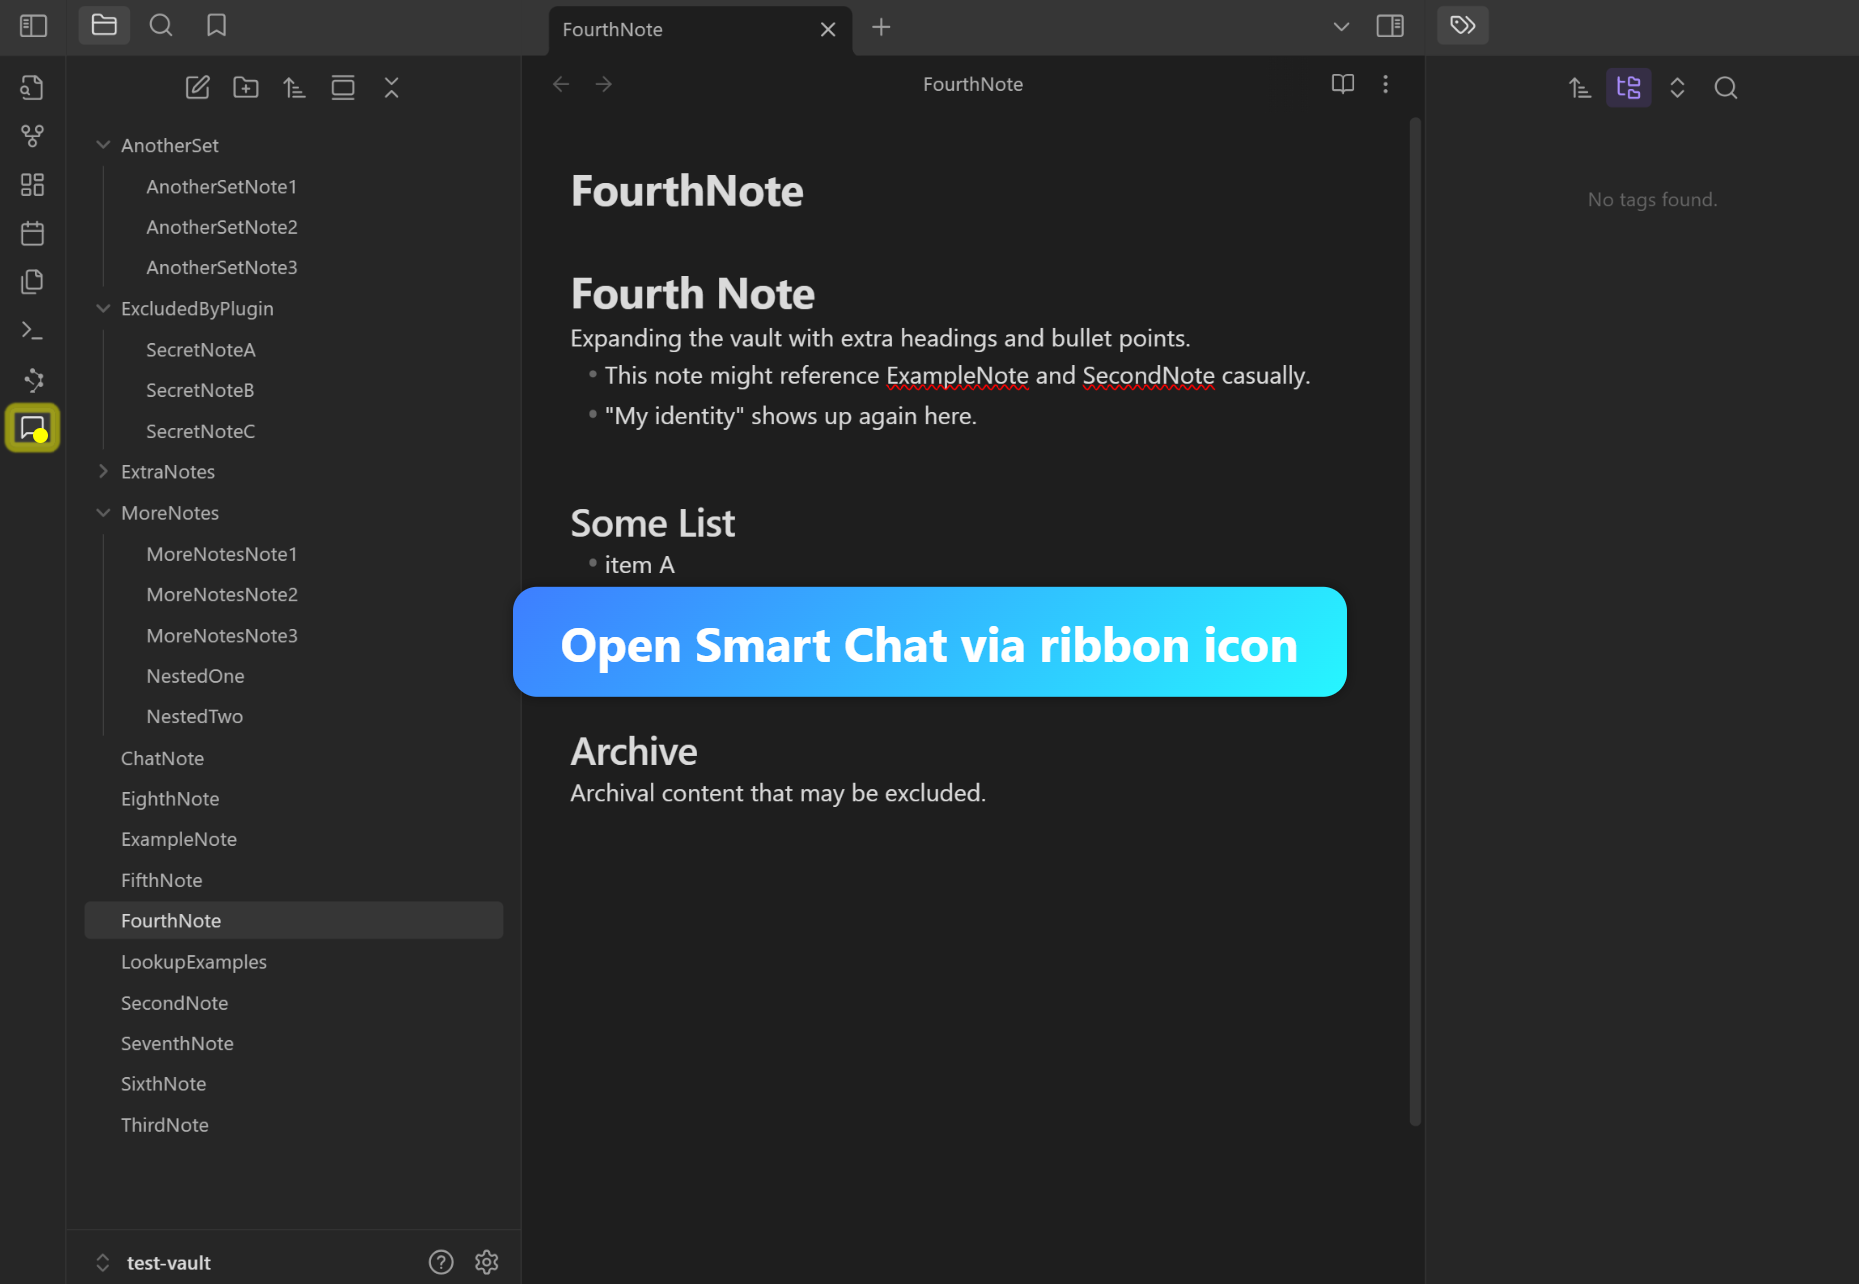 FourthNote
FourthNote
AnotherSet
AnotherSetNote1
AnotherSetNote2
AnotherSetNote3
ExcludedByPlugin
SecretNoteA
SecretNoteB
SecretNoteC
ExtraNotes
MoreNotes
MoreNotesNote1
MoreNotesNote2
MoreNotesNote3
NestedOne
NestedTwo
ChatNote
EighthNote
ExampleNote
FifthNote
FourthNote
LookupExamples
SecondNote
SeventhNote
SixthNote
ThirdNote
test-vault
FourthNote
Fourth Note
Expanding the vault with extra headings and bullet points.
• This note might reference ExampleNote and SecondNote casually.
• "My identity" shows up again here.
Some List
• item A
Open Smart Chat via ribbon icon
Archive
Archival content that may be excluded.
No tags found.